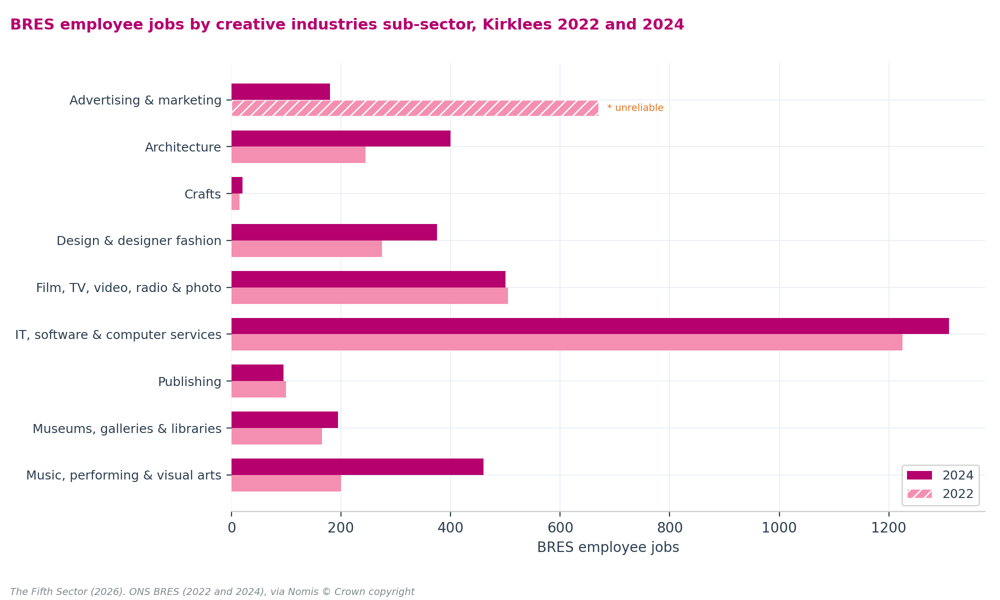 BRES employee jobs by creative industries sub-sector, Kirklees 2022 and 2024
Advertising & marketing
* unreliable
Architecture
Crafts
Design & designer fashion
Film, TV, video, radio & photo
IT, software & computer services
Publishing
Museums, galleries & libraries
Music, performing & visual arts
2024
2022
0 200 400 600 800 1000 1200
BRES employee jobs
The Fifth Sector (2026). ONS BRES (2022 and 2024), via Nomis © Crown copyright